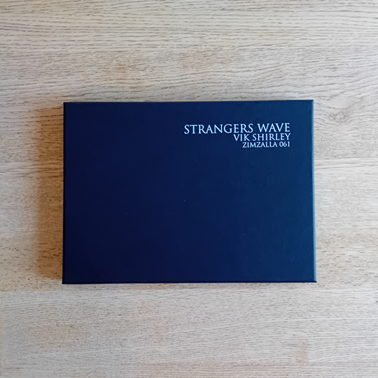 STRANGERS WAVE
VIK SHIRLEY
ZIMZALLA 061